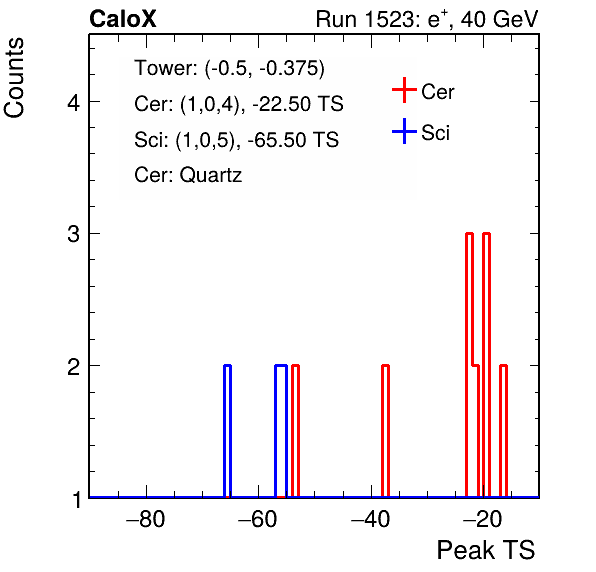 CaloX Run 1523: e⁺, 40 GeV
Counts
Tower: (-0.5, -0.375)
Cer: (1,0,4), -22.50 TS
Sci: (1,0,5), -65.50 TS
Cer: Quartz
Cer
Sci
4
3
2
1
−80 −60 −40 −20
Peak TS